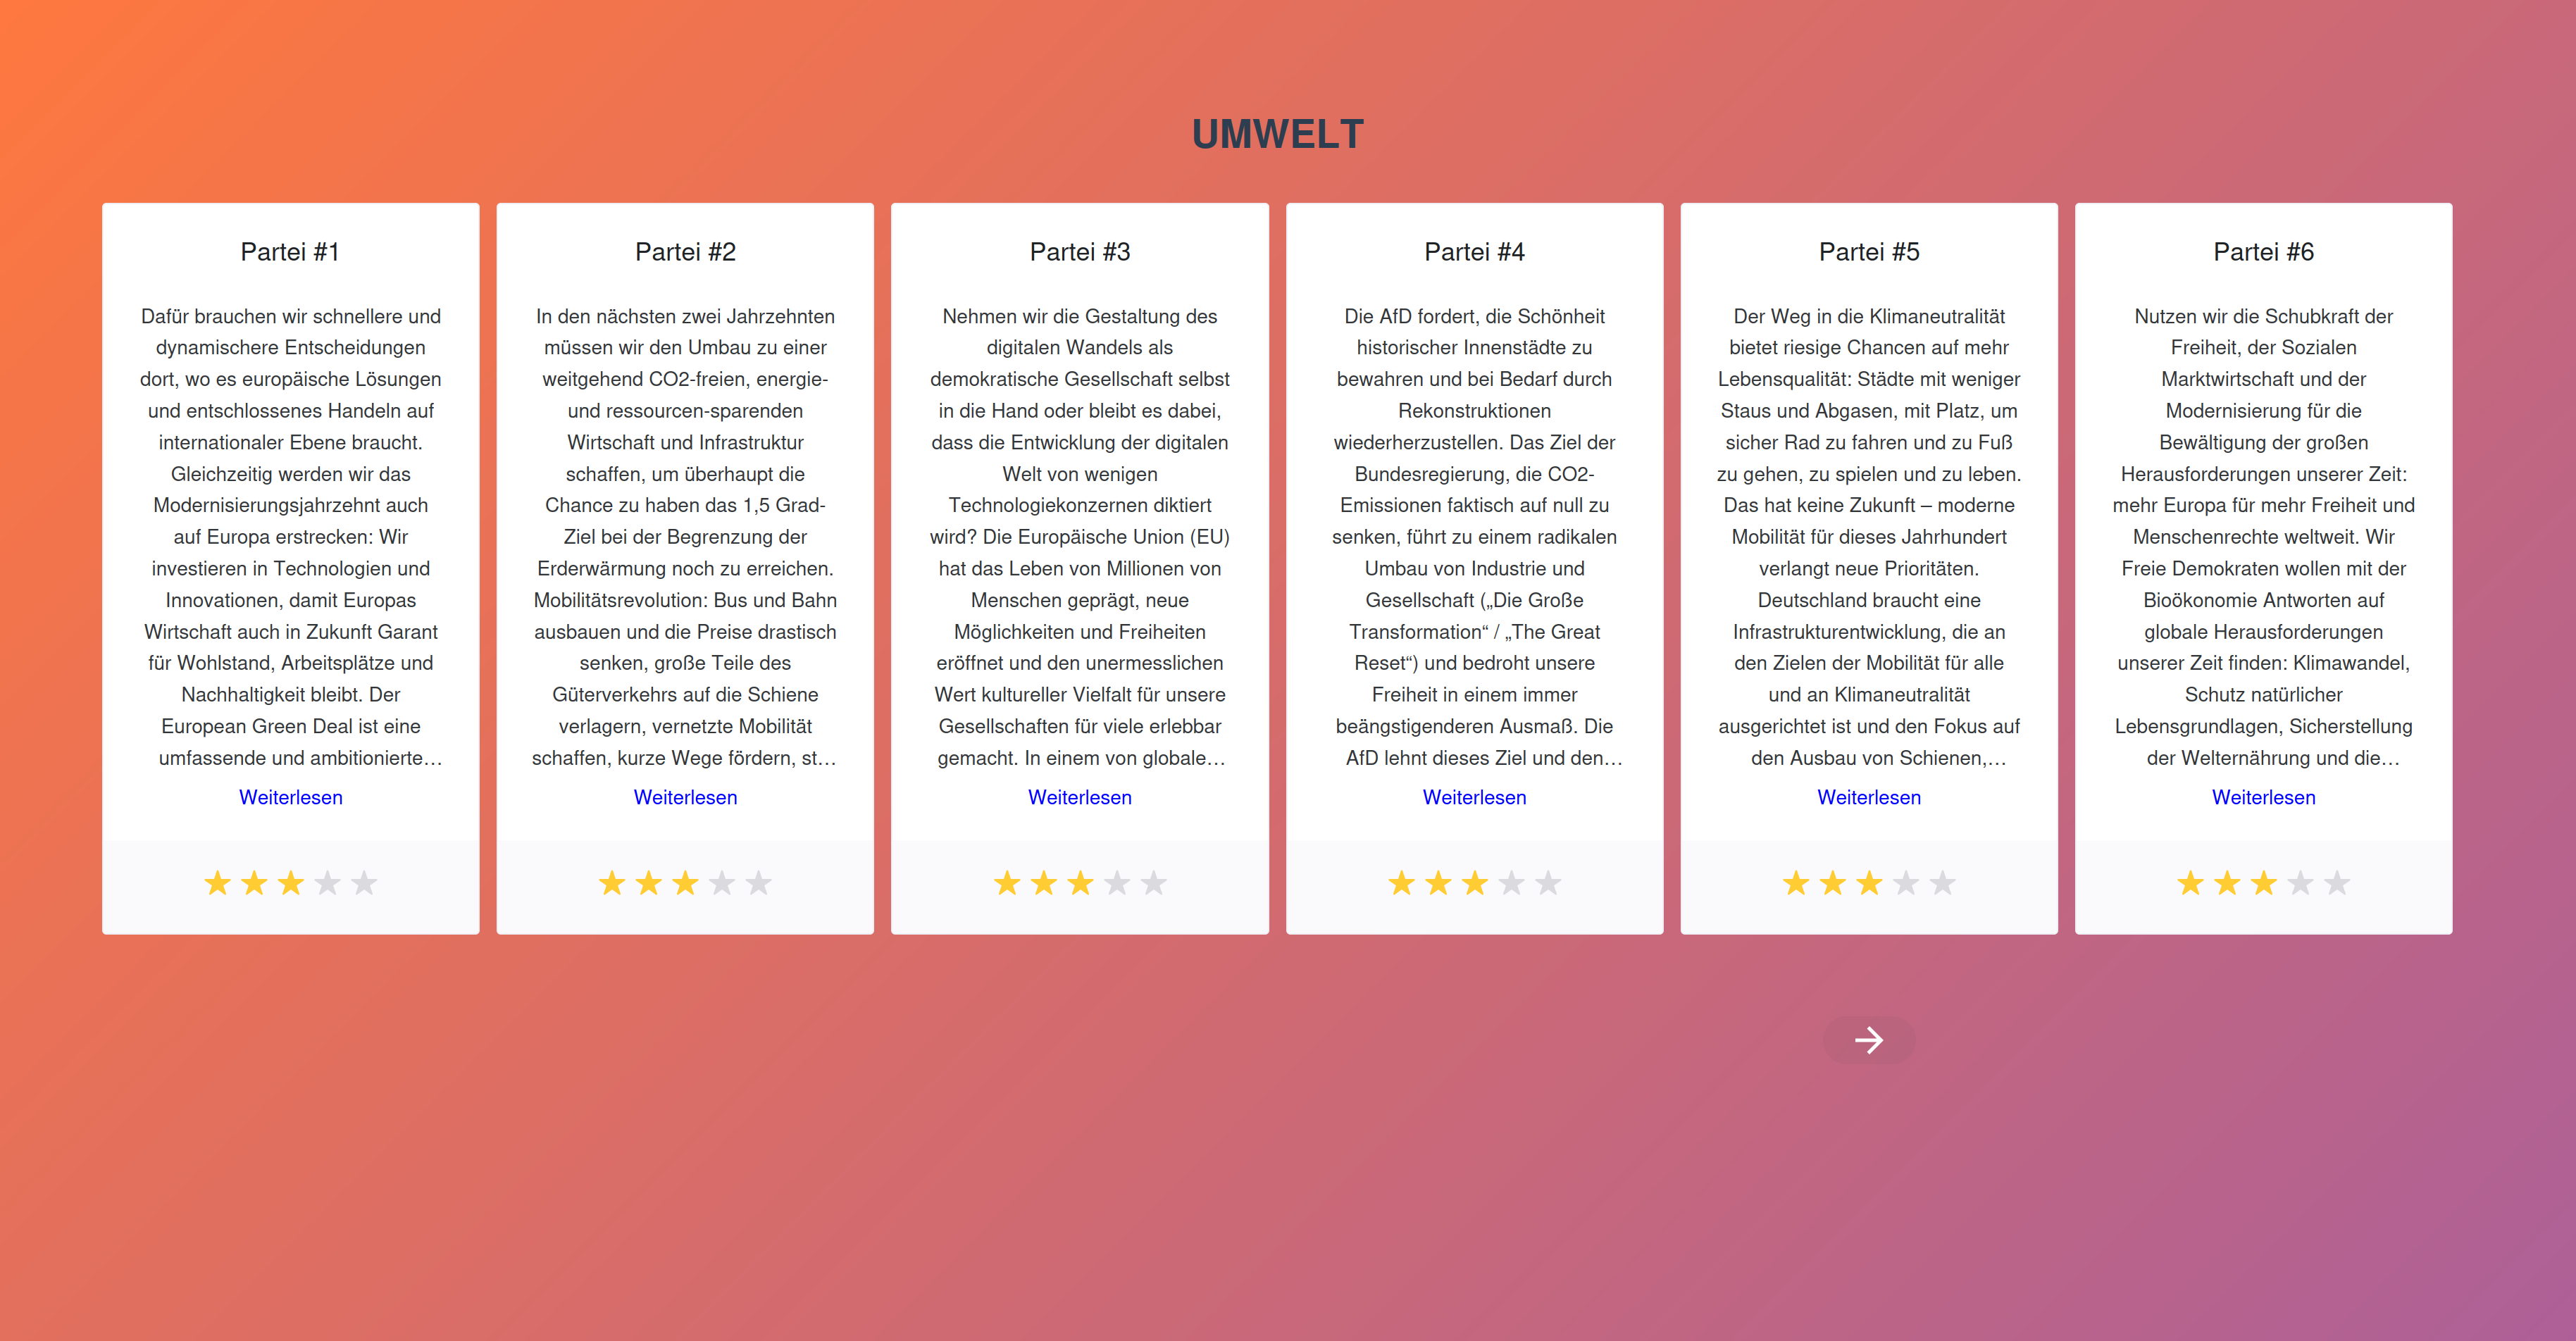 UMWELT
Partei #1
Dafür brauchen wir schnellere und
dynamischere Entscheidungen
dort, wo es europäische Lösungen
und entschlossenes Handeln auf
internationaler Ebene braucht.
Gleichzeitig werden wir das
Modernisierungsjahrzehnt auch
auf Europa erstrecken: Wir
investieren in Technologien und
Innovationen, damit Europas
Wirtschaft auch in Zukunft Garant
für Wohlstand, Arbeitsplätze und
Nachhaltigkeit bleibt. Der
European Green Deal ist eine
umfassende und ambitionierte…
Weiterlesen
Partei #2
In den nächsten zwei Jahrzehnten
müssen wir den Umbau zu einer
weitgehend CO2-freien, energie-
und ressourcen-sparenden
Wirtschaft und Infrastruktur
schaffen, um überhaupt die
Chance zu haben das 1,5 Grad-
Ziel bei der Begrenzung der
Erderwärmung noch zu erreichen.
Mobilitätsrevolution: Bus und Bahn
ausbauen und die Preise drastisch
senken, große Teile des
Güterverkehrs auf die Schiene
verlagern, vernetzte Mobilität
schaffen, kurze Wege fördern, st…
Weiterlesen
Partei #3
Nehmen wir die Gestaltung des
digitalen Wandels als
demokratische Gesellschaft selbst
in die Hand oder bleibt es dabei,
dass die Entwicklung der digitalen
Welt von wenigen
Technologiekonzernen diktiert
wird? Die Europäische Union (EU)
hat das Leben von Millionen von
Menschen geprägt, neue
Möglichkeiten und Freiheiten
eröffnet und den unermesslichen
Wert kultureller Vielfalt für unsere
Gesellschaften für viele erlebbar
gemacht. In einem von globale…
Weiterlesen
Partei #4
Die AfD fordert, die Schönheit
historischer Innenstädte zu
bewahren und bei Bedarf durch
Rekonstruktionen
wiederherzustellen. Das Ziel der
Bundesregierung, die CO2-
Emissionen faktisch auf null zu
senken, führt zu einem radikalen
Umbau von Industrie und
Gesellschaft („Die Große
Transformation“ / „The Great
Reset“) und bedroht unsere
Freiheit in einem immer
beängstigenderen Ausmaß. Die
AfD lehnt dieses Ziel und den…
Weiterlesen
Partei #5
Der Weg in die Klimaneutralität
bietet riesige Chancen auf mehr
Lebensqualität: Städte mit weniger
Staus und Abgasen, mit Platz, um
sicher Rad zu fahren und zu Fuß
zu gehen, zu spielen und zu leben.
Das hat keine Zukunft – moderne
Mobilität für dieses Jahrhundert
verlangt neue Prioritäten.
Deutschland braucht eine
Infrastrukturentwicklung, die an
den Zielen der Mobilität für alle
und an Klimaneutralität
ausgerichtet ist und den Fokus auf
den Ausbau von Schienen,…
Weiterlesen
Partei #6
Nutzen wir die Schubkraft der
Freiheit, der Sozialen
Marktwirtschaft und der
Modernisierung für die
Bewältigung der großen
Herausforderungen unserer Zeit:
mehr Europa für mehr Freiheit und
Menschenrechte weltweit. Wir
Freie Demokraten wollen mit der
Bioökonomie Antworten auf
globale Herausforderungen
unserer Zeit finden: Klimawandel,
Schutz natürlicher
Lebensgrundlagen, Sicherstellung
der Welternährung und die…
Weiterlesen